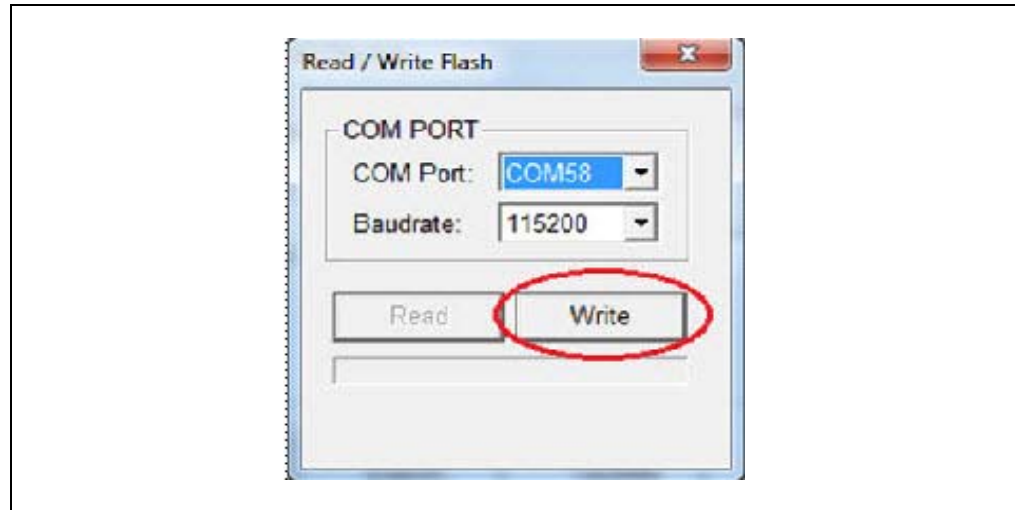 Read / Write Flash
COM PORT
COM Port: COM58
Baudrate: 115200
Read Write